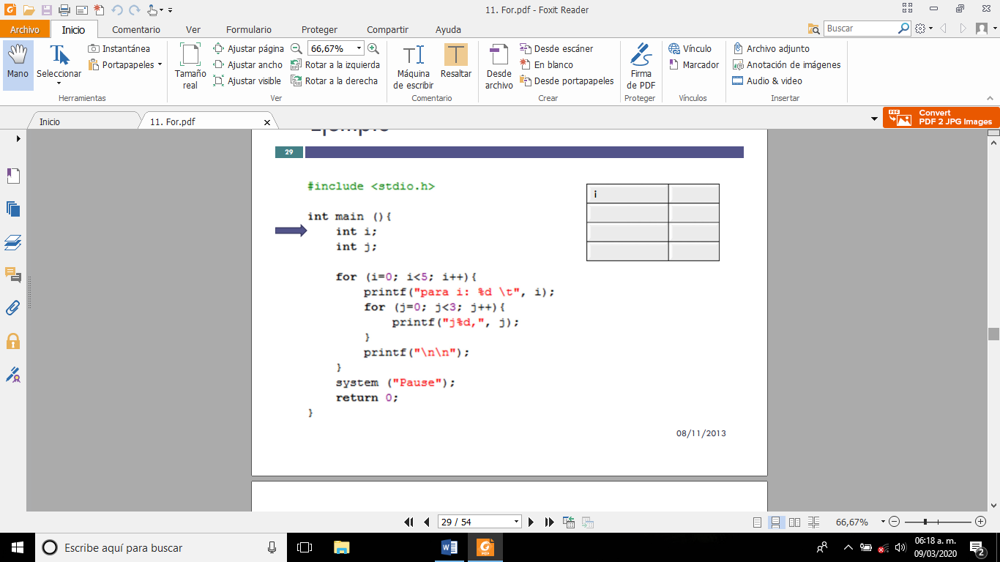 11. For.pdf - Foxit Reader
Archivo
Inicio
Comentario
Ver
Formulario
Proteger
Compartir
Ayuda
Buscar
Mano
Seleccionar
Instantánea
Portapapeles
Herramientas
Tamaño
real
Ajustar página
Ajustar ancho
Ajustar visible
66,67%
Rotar a la izquierda
Rotar a la derecha
Ver
Máquina
de escribir
Resaltar
Comentario
Desde
archivo
Desde escáner
En blanco
Desde portapapeles
Crear
Firma
de PDF
Proteger
Vínculo
Marcador
Vínculos
Archivo adjunto
Anotación de imágenes
Audio & video
Insertar
Inicio
11. For.pdf
PDF
Convert
PDF 2 JPG Images
Ejemplo
29
#include <stdio.h>
int main (){
int i;
int j;
for (i=0; i<5; i++){
printf("para i: %d \t", i);
for (j=0; j<3; j++){
printf("j%d,", j);
}
printf("\n\n");
}
system ("Pause");
return 0;
}
i
08/11/2013
29 / 54
66,67%
Escribe aquí para buscar
06:18 a. m.
09/03/2020
2